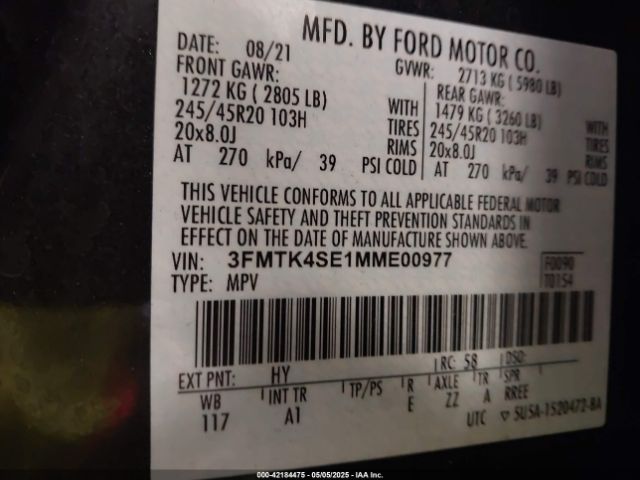 MFD. BY FORD MOTOR CO.
DATE: 08/21 GVWR: 2713 KG ( 5980 LB)
FRONT GAWR: REAR GAWR:
1272 KG ( 2805 LB) WITH 1479 KG ( 3260 LB) WITH
245/45R20 103H TIRES 245/45R20 103H TIRES
20x8.0J RIMS 20x8.0J RIMS
AT 270 kPa/ 39 PSI COLD AT 270 kPa/ 39 PSI COLD
THIS VEHICLE CONFORMS TO ALL APPLICABLE FEDERAL MOTOR
VEHICLE SAFETY AND THEFT PREVENTION STANDARDS IN
EFFECT ON THE DATE OF MANUFACTURE SHOWN ABOVE.
VIN: 3FMTK4SE1MME00977 F0090
TYPE: MPV T0154
EXT PNT: HY RC: 58 DSO:
WB INT TR TP/PS R AXLE TR SPR
117 A1 E ZZ A RREE
UTC 5U5A-1520472-BA
000-42184475 - 05/05/2025 - IAA Inc.